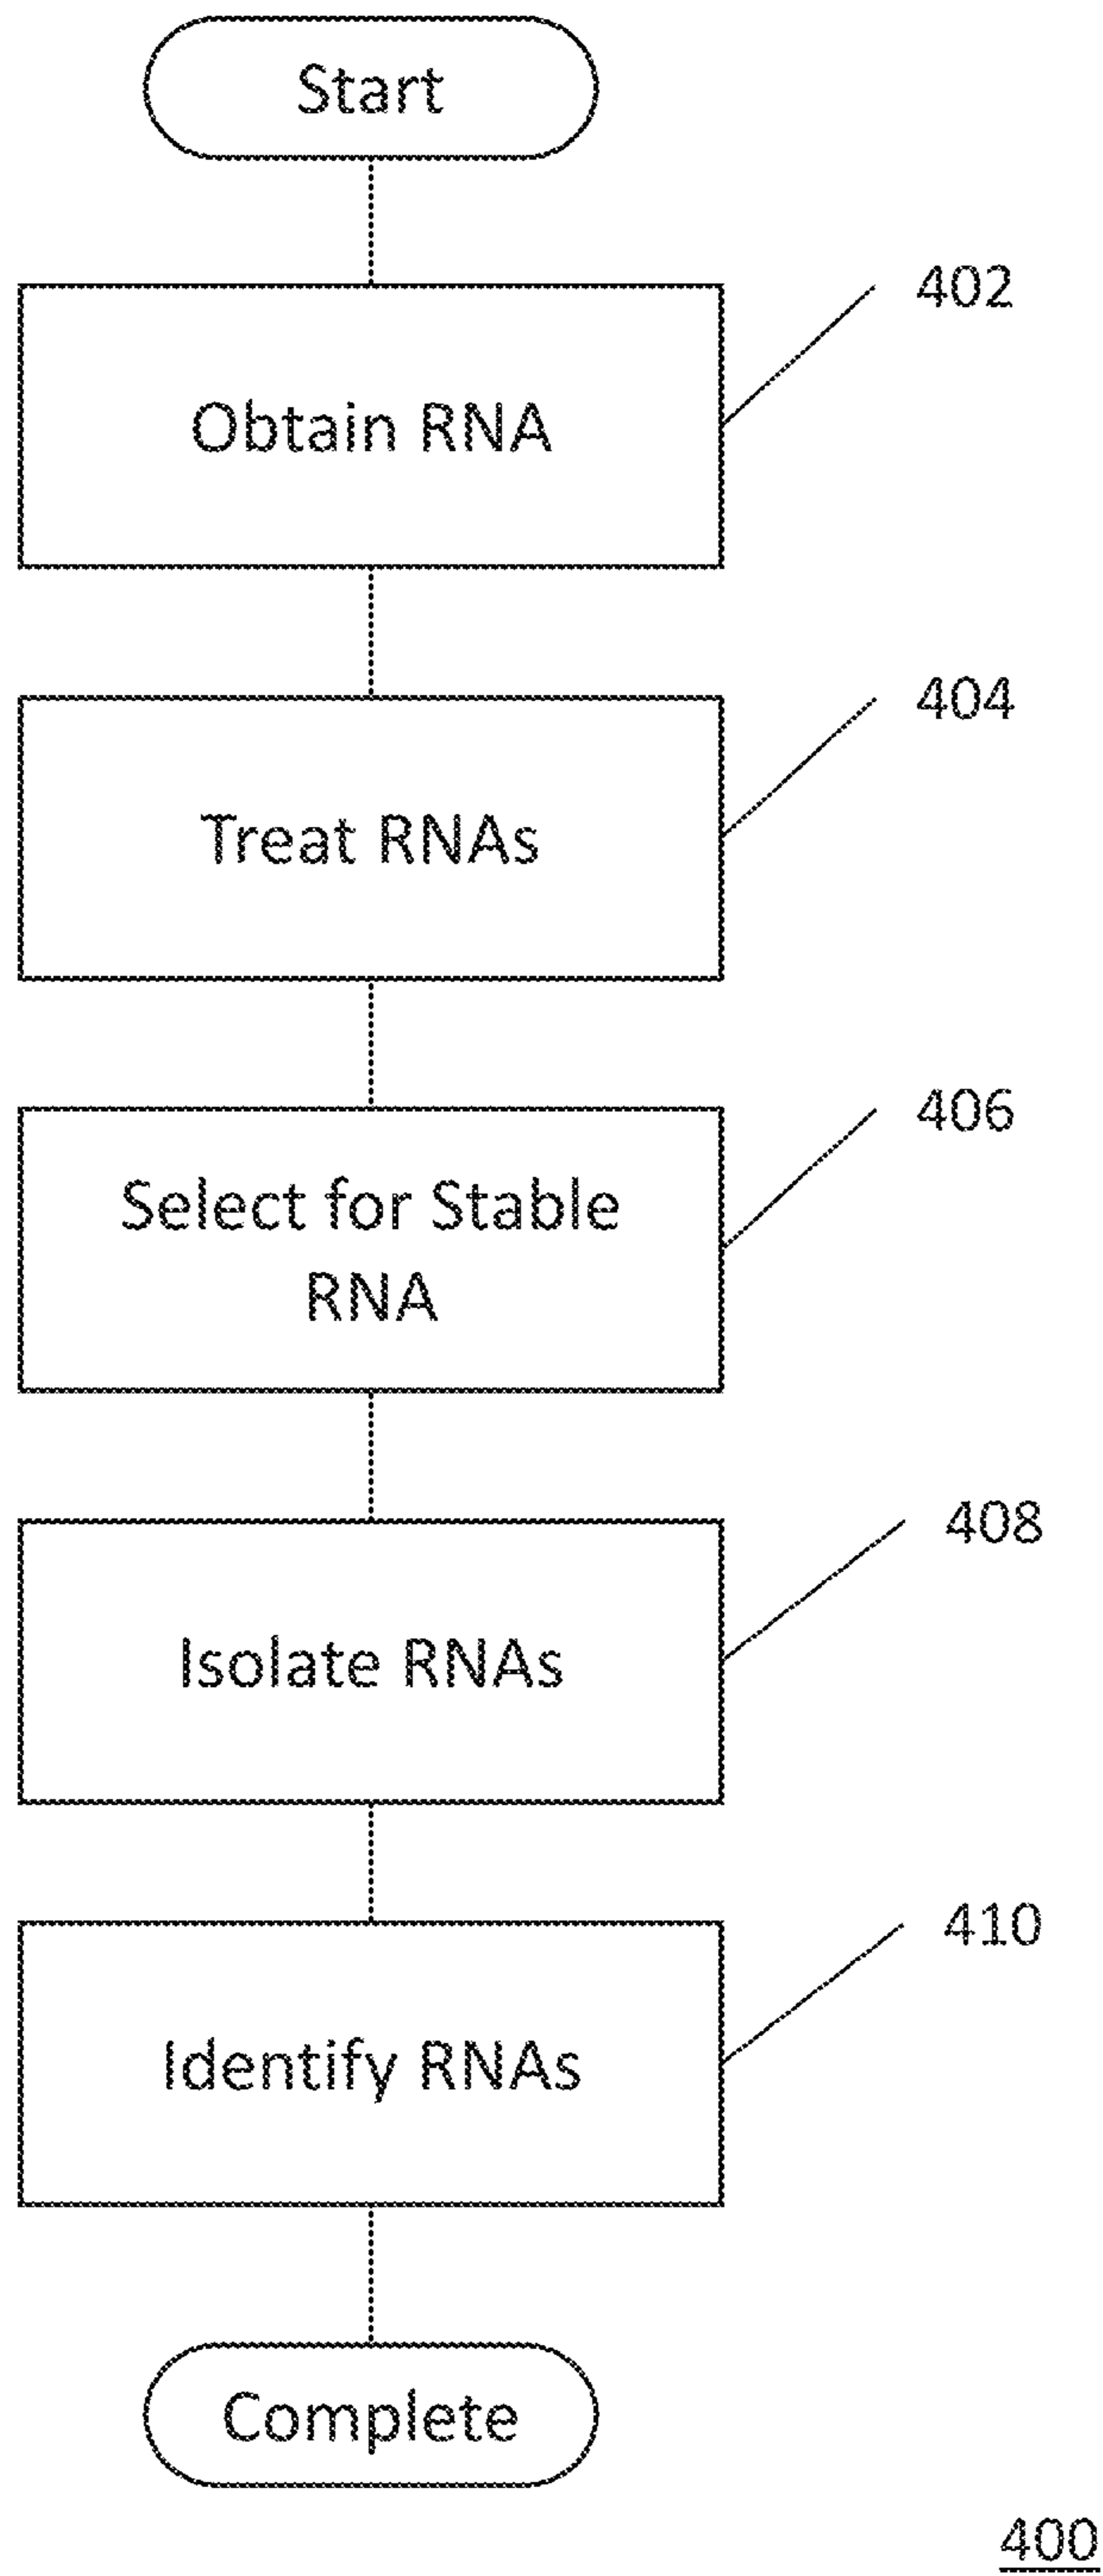 Start
402
Obtain RNA
404
Treat RNAs
406
Select for Stable
RNA
408
Isolate RNAs
410
Identify RNAs
Complete
400